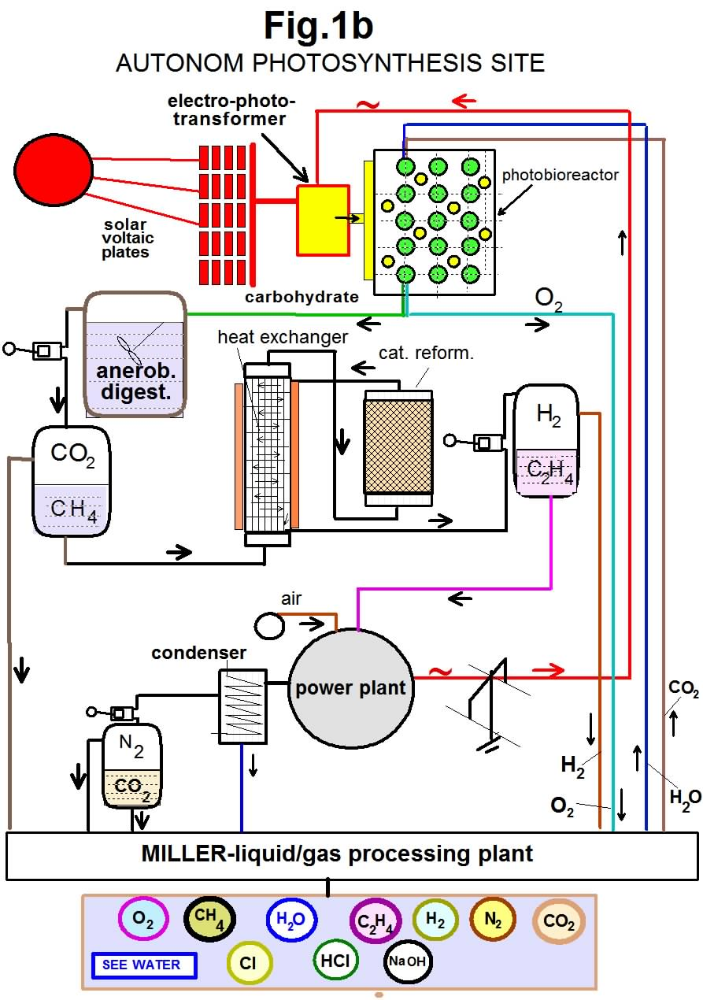 Fig.1b
AUTONOM PHOTOSYNTHESIS SITE
electro-photo-
transformer
~
photobioreactor
solar
voltaic
plates
carbohydrate
O2
heat exchanger
cat. reform.
anerob.
digest.
H2
C2H4
CO2
CH4
air
condenser
power plant
~
CO2
N2
CO2
H2
H2O
O2
MILLER-liquid/gas processing plant
O2 CH4 H2O C2H4 H2 N2 CO2
SEE WATER Cl HCl NaOH